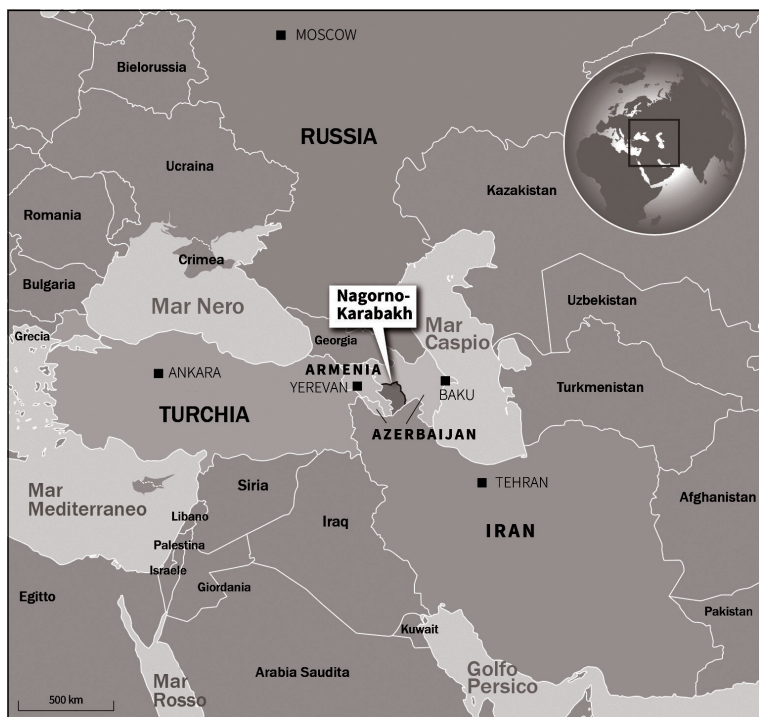 MOSCOW
Bielorussia
RUSSIA
Ucraina
Kazakistan
Romania
Crimea
Bulgaria
Nagorno-
Karabakh
Mar Nero
Uzbekistan
Mar
Caspio
Grecia
Georgia
ARMENIA
ANKARA
YEREVAN
BAKU
Turkmenistan
TURCHIA
AZERBAIJAN
TEHRAN
Siria
Mar
Mediterraneo
Afghanistan
Libano
Iraq
IRAN
Palestina
Israele
Giordania
Egitto
Pakistan
Kuwait
Arabia Saudita
Golfo
Persico
Mar
Rosso
500 km